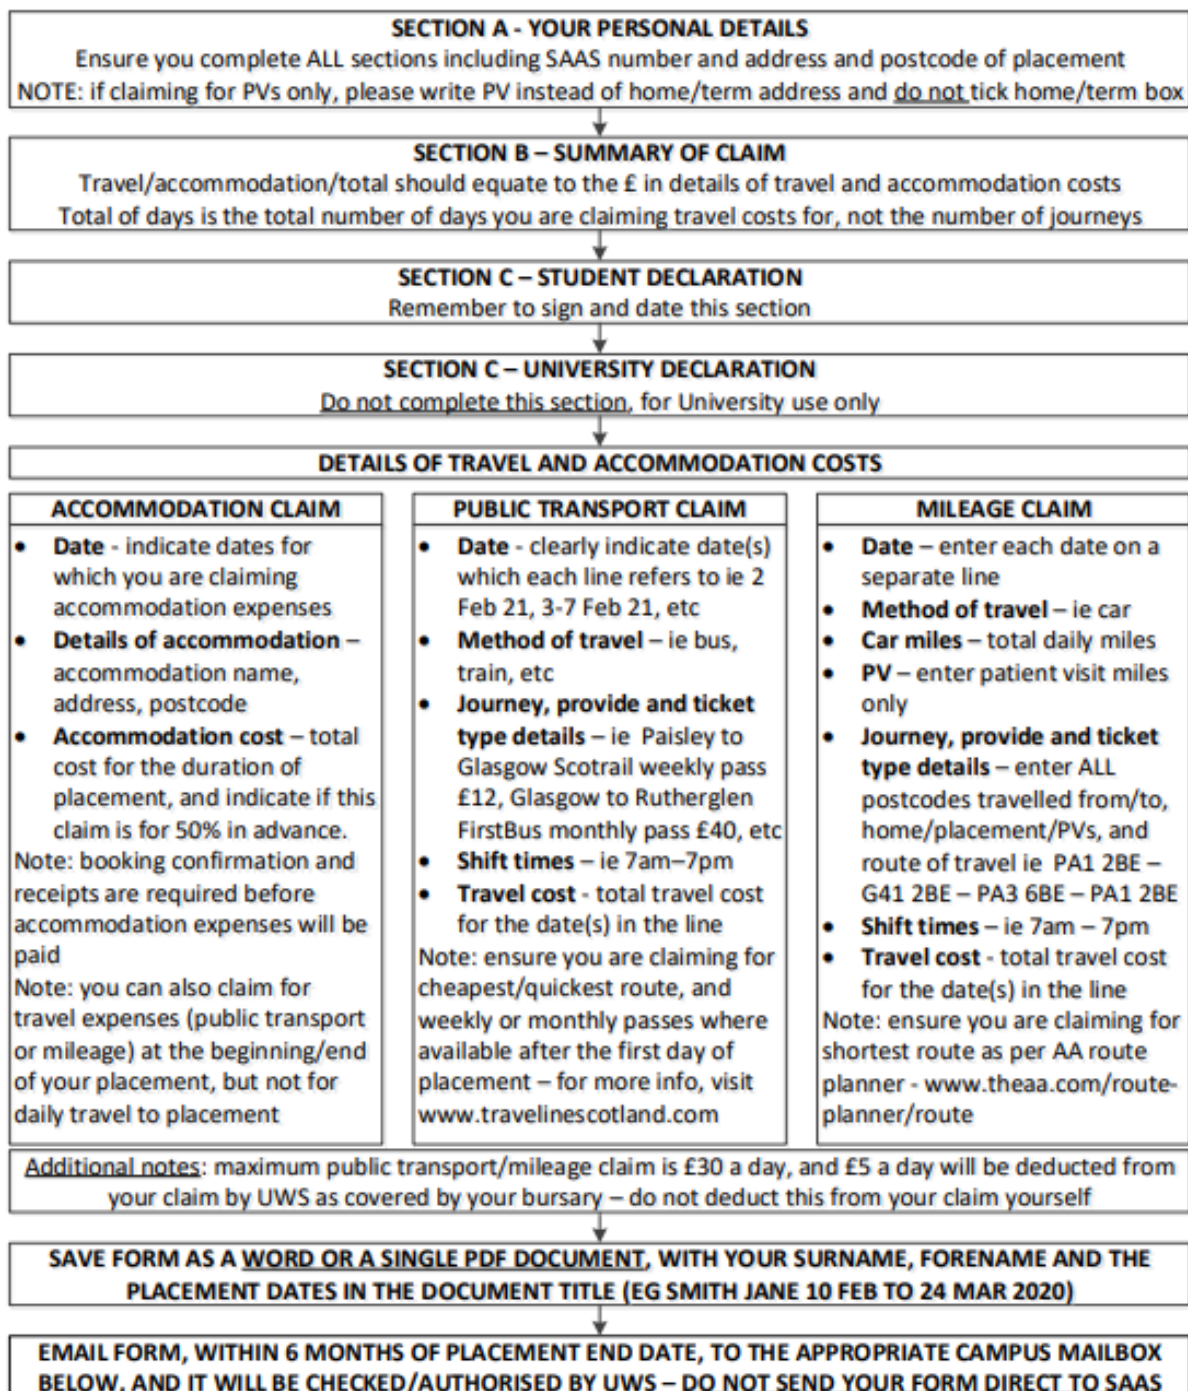 SECTION A - YOUR PERSONAL DETAILS
Ensure you complete ALL sections including SAAS number and address and postcode of placement
NOTE: if claiming for PVs only, please write PV instead of home/term address and do not tick home/term box
SECTION B – SUMMARY OF CLAIM
Travel/accommodation/total should equate to the £ in details of travel and accommodation costs
Total of days is the total number of days you are claiming travel costs for, not the number of journeys
SECTION C – STUDENT DECLARATION
Remember to sign and date this section
SECTION C – UNIVERSITY DECLARATION
Do not complete this section, for University use only
DETAILS OF TRAVEL AND ACCOMMODATION COSTS
ACCOMMODATION CLAIM
• Date - indicate dates for
which you are claiming
accommodation expenses
• Details of accommodation –
accommodation name,
address, postcode
• Accommodation cost – total
cost for the duration of
placement, and indicate if this
claim is for 50% in advance.
Note: booking confirmation and
receipts are required before
accommodation expenses will be
paid
Note: you can also claim for
travel expenses (public transport
or mileage) at the beginning/end
of your placement, but not for
daily travel to placement
PUBLIC TRANSPORT CLAIM
• Date - clearly indicate date(s)
which each line refers to ie 2
Feb 21, 3-7 Feb 21, etc
• Method of travel – ie bus,
train, etc
• Journey, provide and ticket
type details – ie Paisley to
Glasgow Scotrail weekly pass
£12, Glasgow to Rutherglen
FirstBus monthly pass £40, etc
• Shift times – ie 7am–7pm
• Travel cost - total travel cost
for the date(s) in the line
Note: ensure you are claiming for
cheapest/quickest route, and
weekly or monthly passes where
available after the first day of
placement – for more info, visit
www.travelinescotland.com
MILEAGE CLAIM
• Date – enter each date on a
separate line
• Method of travel – ie car
• Car miles – total daily miles
• PV – enter patient visit miles
only
• Journey, provide and ticket
type details – enter ALL
postcodes travelled from/to,
home/placement/PVs, and
route of travel ie PA1 2BE –
G41 2BE – PA3 6BE – PA1 2BE
• Shift times – ie 7am – 7pm
• Travel cost - total travel cost
for the date(s) in the line
Note: ensure you are claiming for
shortest route as per AA route
planner - www.theaa.com/route-
planner/route
Additional notes: maximum public transport/mileage claim is £30 a day, and £5 a day will be deducted from
your claim by UWS as covered by your bursary – do not deduct this from your claim yourself
SAVE FORM AS A WORD OR A SINGLE PDF DOCUMENT, WITH YOUR SURNAME, FORENAME AND THE
PLACEMENT DATES IN THE DOCUMENT TITLE (EG SMITH JANE 10 FEB TO 24 MAR 2020)
EMAIL FORM, WITHIN 6 MONTHS OF PLACEMENT END DATE, TO THE APPROPRIATE CAMPUS MAILBOX
BELOW, AND IT WILL BE CHECKED/AUTHORISED BY UWS – DO NOT SEND YOUR FORM DIRECT TO SAAS